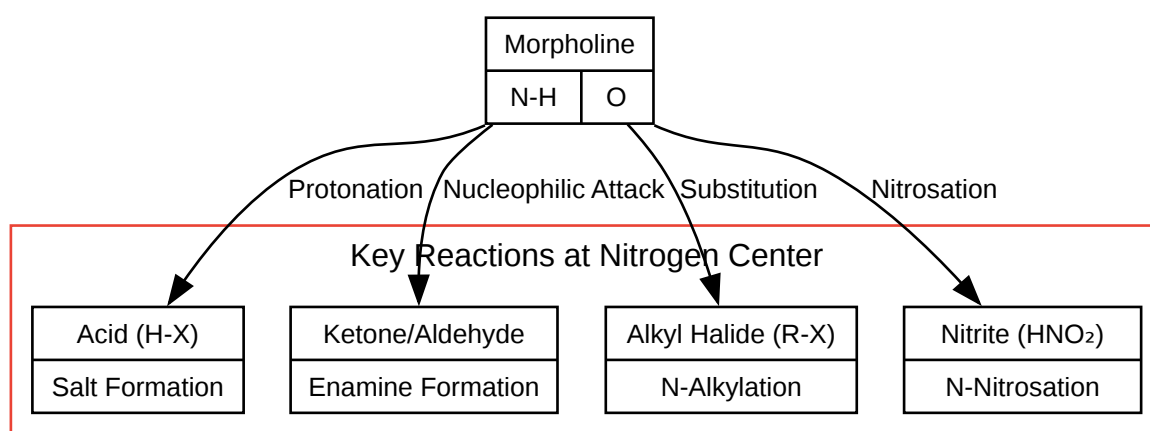 Morpholine
N-H
O
Protonation
Nucleophilic Attack
Substitution
Nitrosation
Key Reactions at Nitrogen Center
Acid (H-X)
Salt Formation
Ketone/Aldehyde
Enamine Formation
Alkyl Halide (R-X)
N-Alkylation
Nitrite (HNO₂)
N-Nitrosation